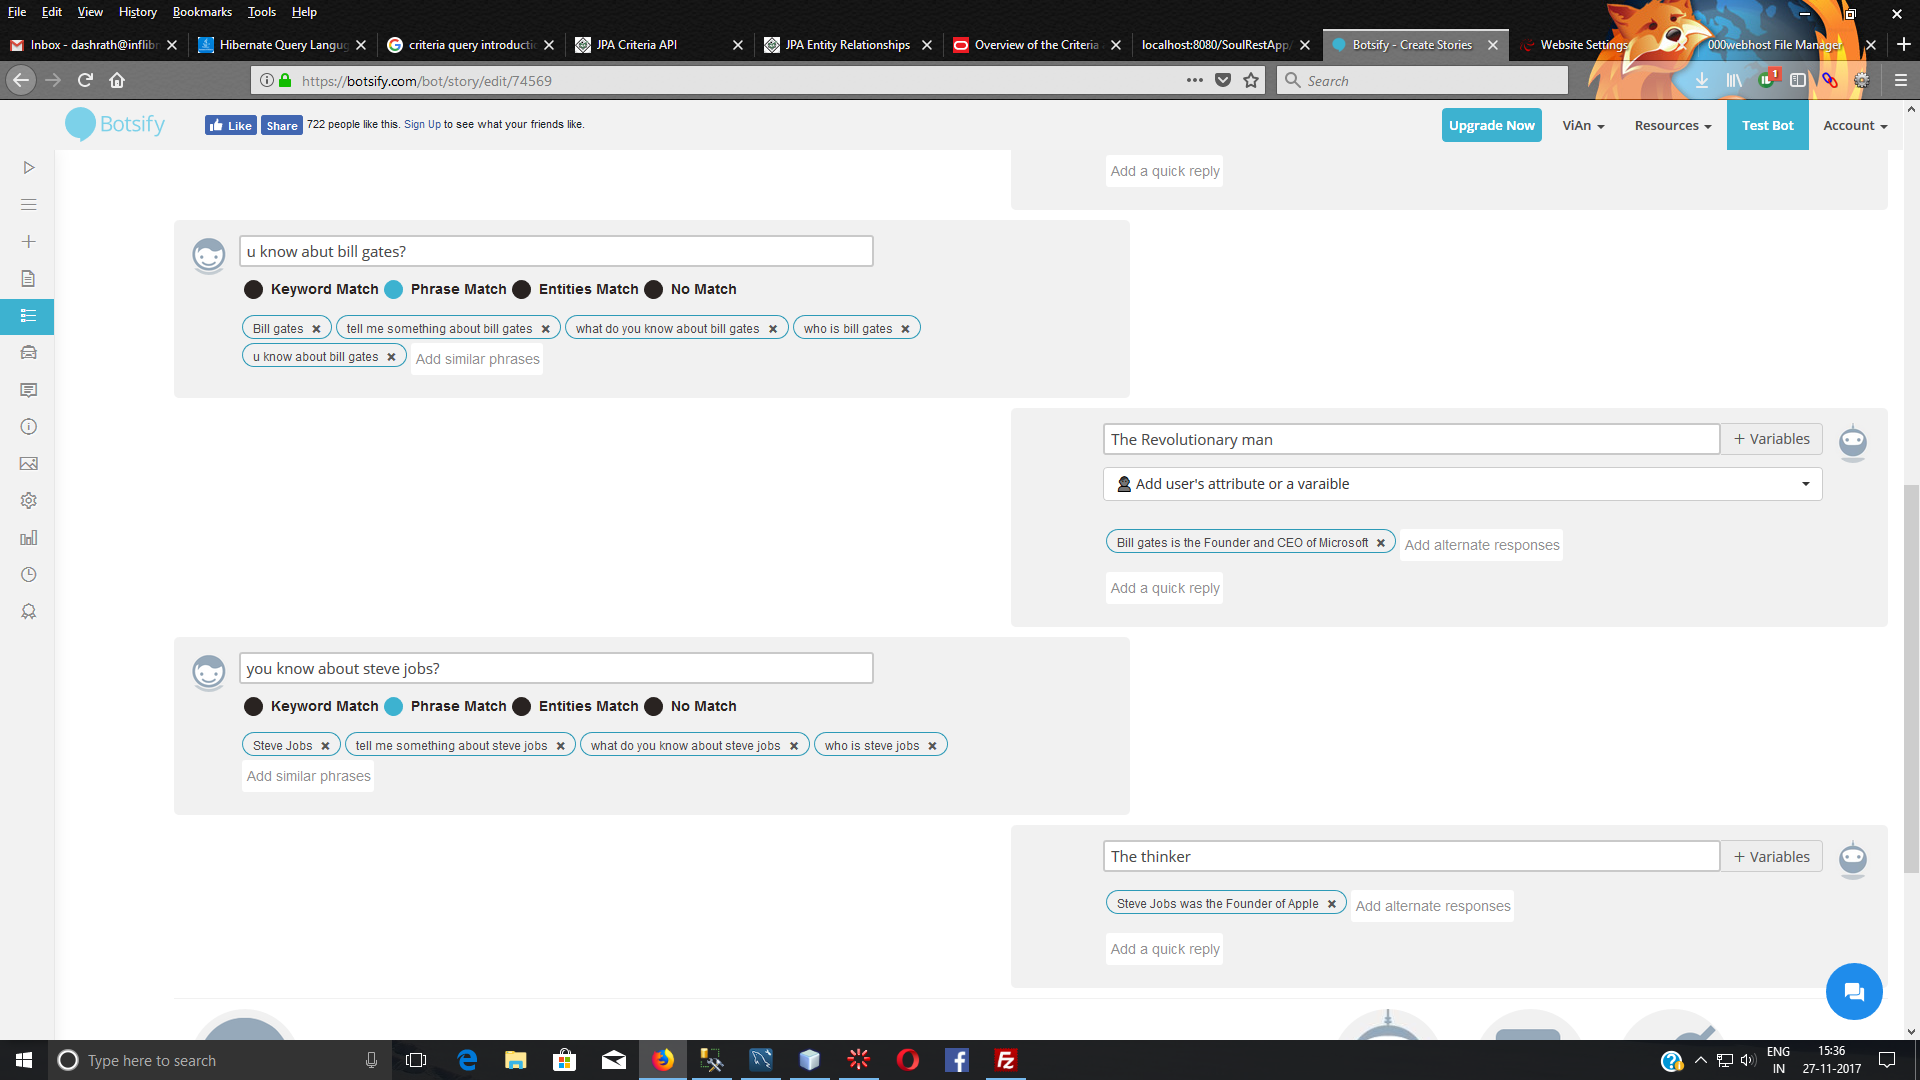 File Edit View History Bookmarks Tools Help
Inbox - dashrath@inflibn
Hibernate Query Languag
criteria query introductio
JPA Criteria API
JPA Entity Relationships
Overview of the Criteria
localhost:8080/SoulRestApp/
Botsify - Create Stories
Website Settings
000webhost File Manager
https://botsify.com/bot/story/edit/74569
Search
1
Botsify
Like Share 722 people like this. Sign Up to see what your friends like.
Upgrade Now ViAn Resources Test Bot Account
Add a quick reply
u know abut bill gates?
Keyword Match Phrase Match Entities Match No Match
Bill gates × tell me something about bill gates × what do you know about bill gates × who is bill gates ×
u know about bill gates × Add similar phrases
The Revolutionary man + Variables
Add user's attribute or a varaible
Bill gates is the Founder and CEO of Microsoft × Add alternate responses
Add a quick reply
you know about steve jobs?
Keyword Match Phrase Match Entities Match No Match
Steve Jobs × tell me something about steve jobs × what do you know about steve jobs × who is steve jobs ×
Add similar phrases
The thinker + Variables
Steve Jobs was the Founder of Apple × Add alternate responses
Add a quick reply
Type here to search
ENG
IN
15:36
27-11-2017